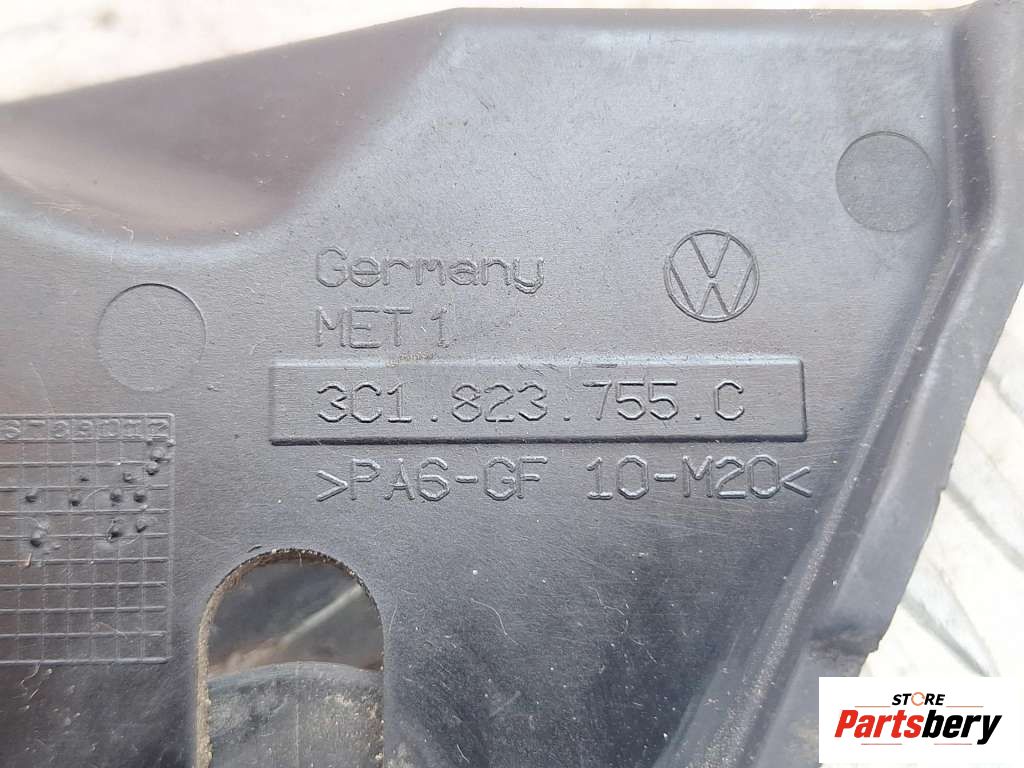 Germany
MET 1
3C1.823.755.C
>PA6-GF 10-M20<
STORE
Partsbery